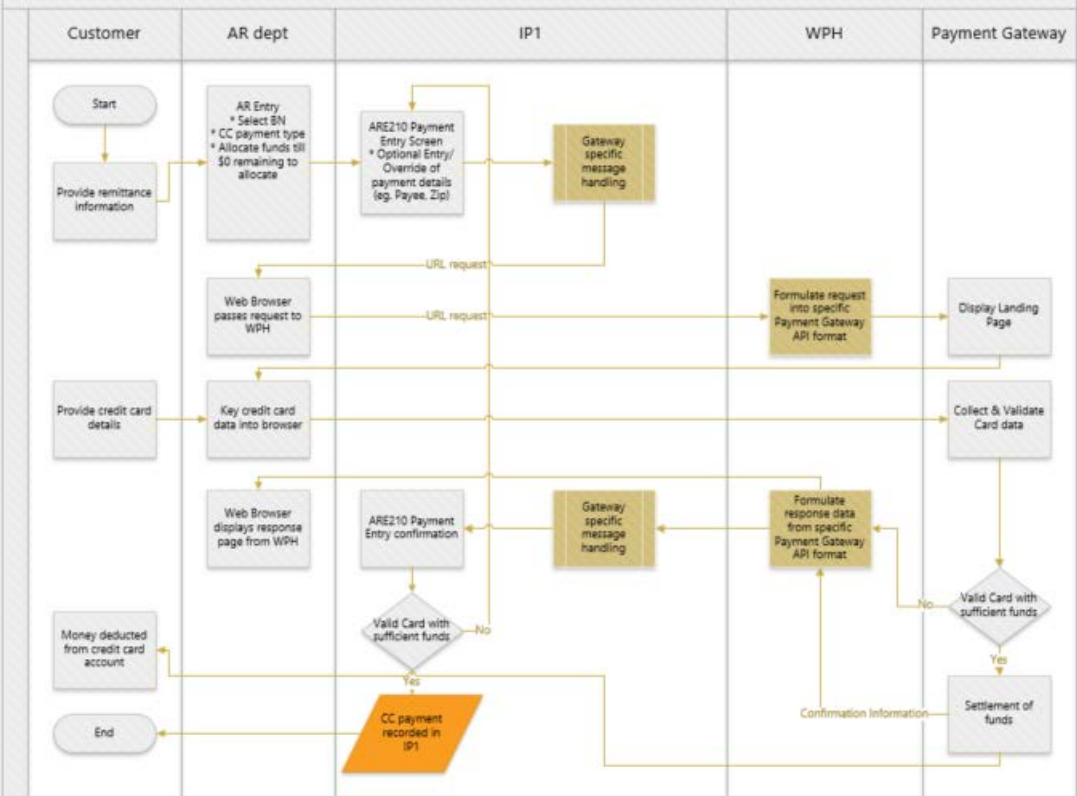 Customer
AR dept
IP1
WPH
Payment Gateway
Start
AR Entry
* Select BN
* CC payment type
* Allocate funds till
$0 remaining to
allocate
ARE210 Payment
Entry Screen
* Optional Entry/
Override of
payment details
(eg. Payee, Zip)
Gateway
specific
message
handling
Provide remittance
information
URL request
Web Browser
passes request to
WPH
URL request
Formulate request
into specific
Payment Gateway
API format
Display Landing
Page
Provide credit card
details
Key credit card
data into browser
Collect & Validate
Card data
Web Browser
displays response
page from WPH
ARE210 Payment
Entry confirmation
Gateway
specific
message
handling
Formulate
response data
from specific
Payment Gateway
API format
Valid Card with
sufficient funds
No
Valid Card with
sufficient funds
No
Yes
Money deducted
from credit card
account
Yes
CC payment
recorded in
IP1
Confirmation Information
Settlement of
funds
End